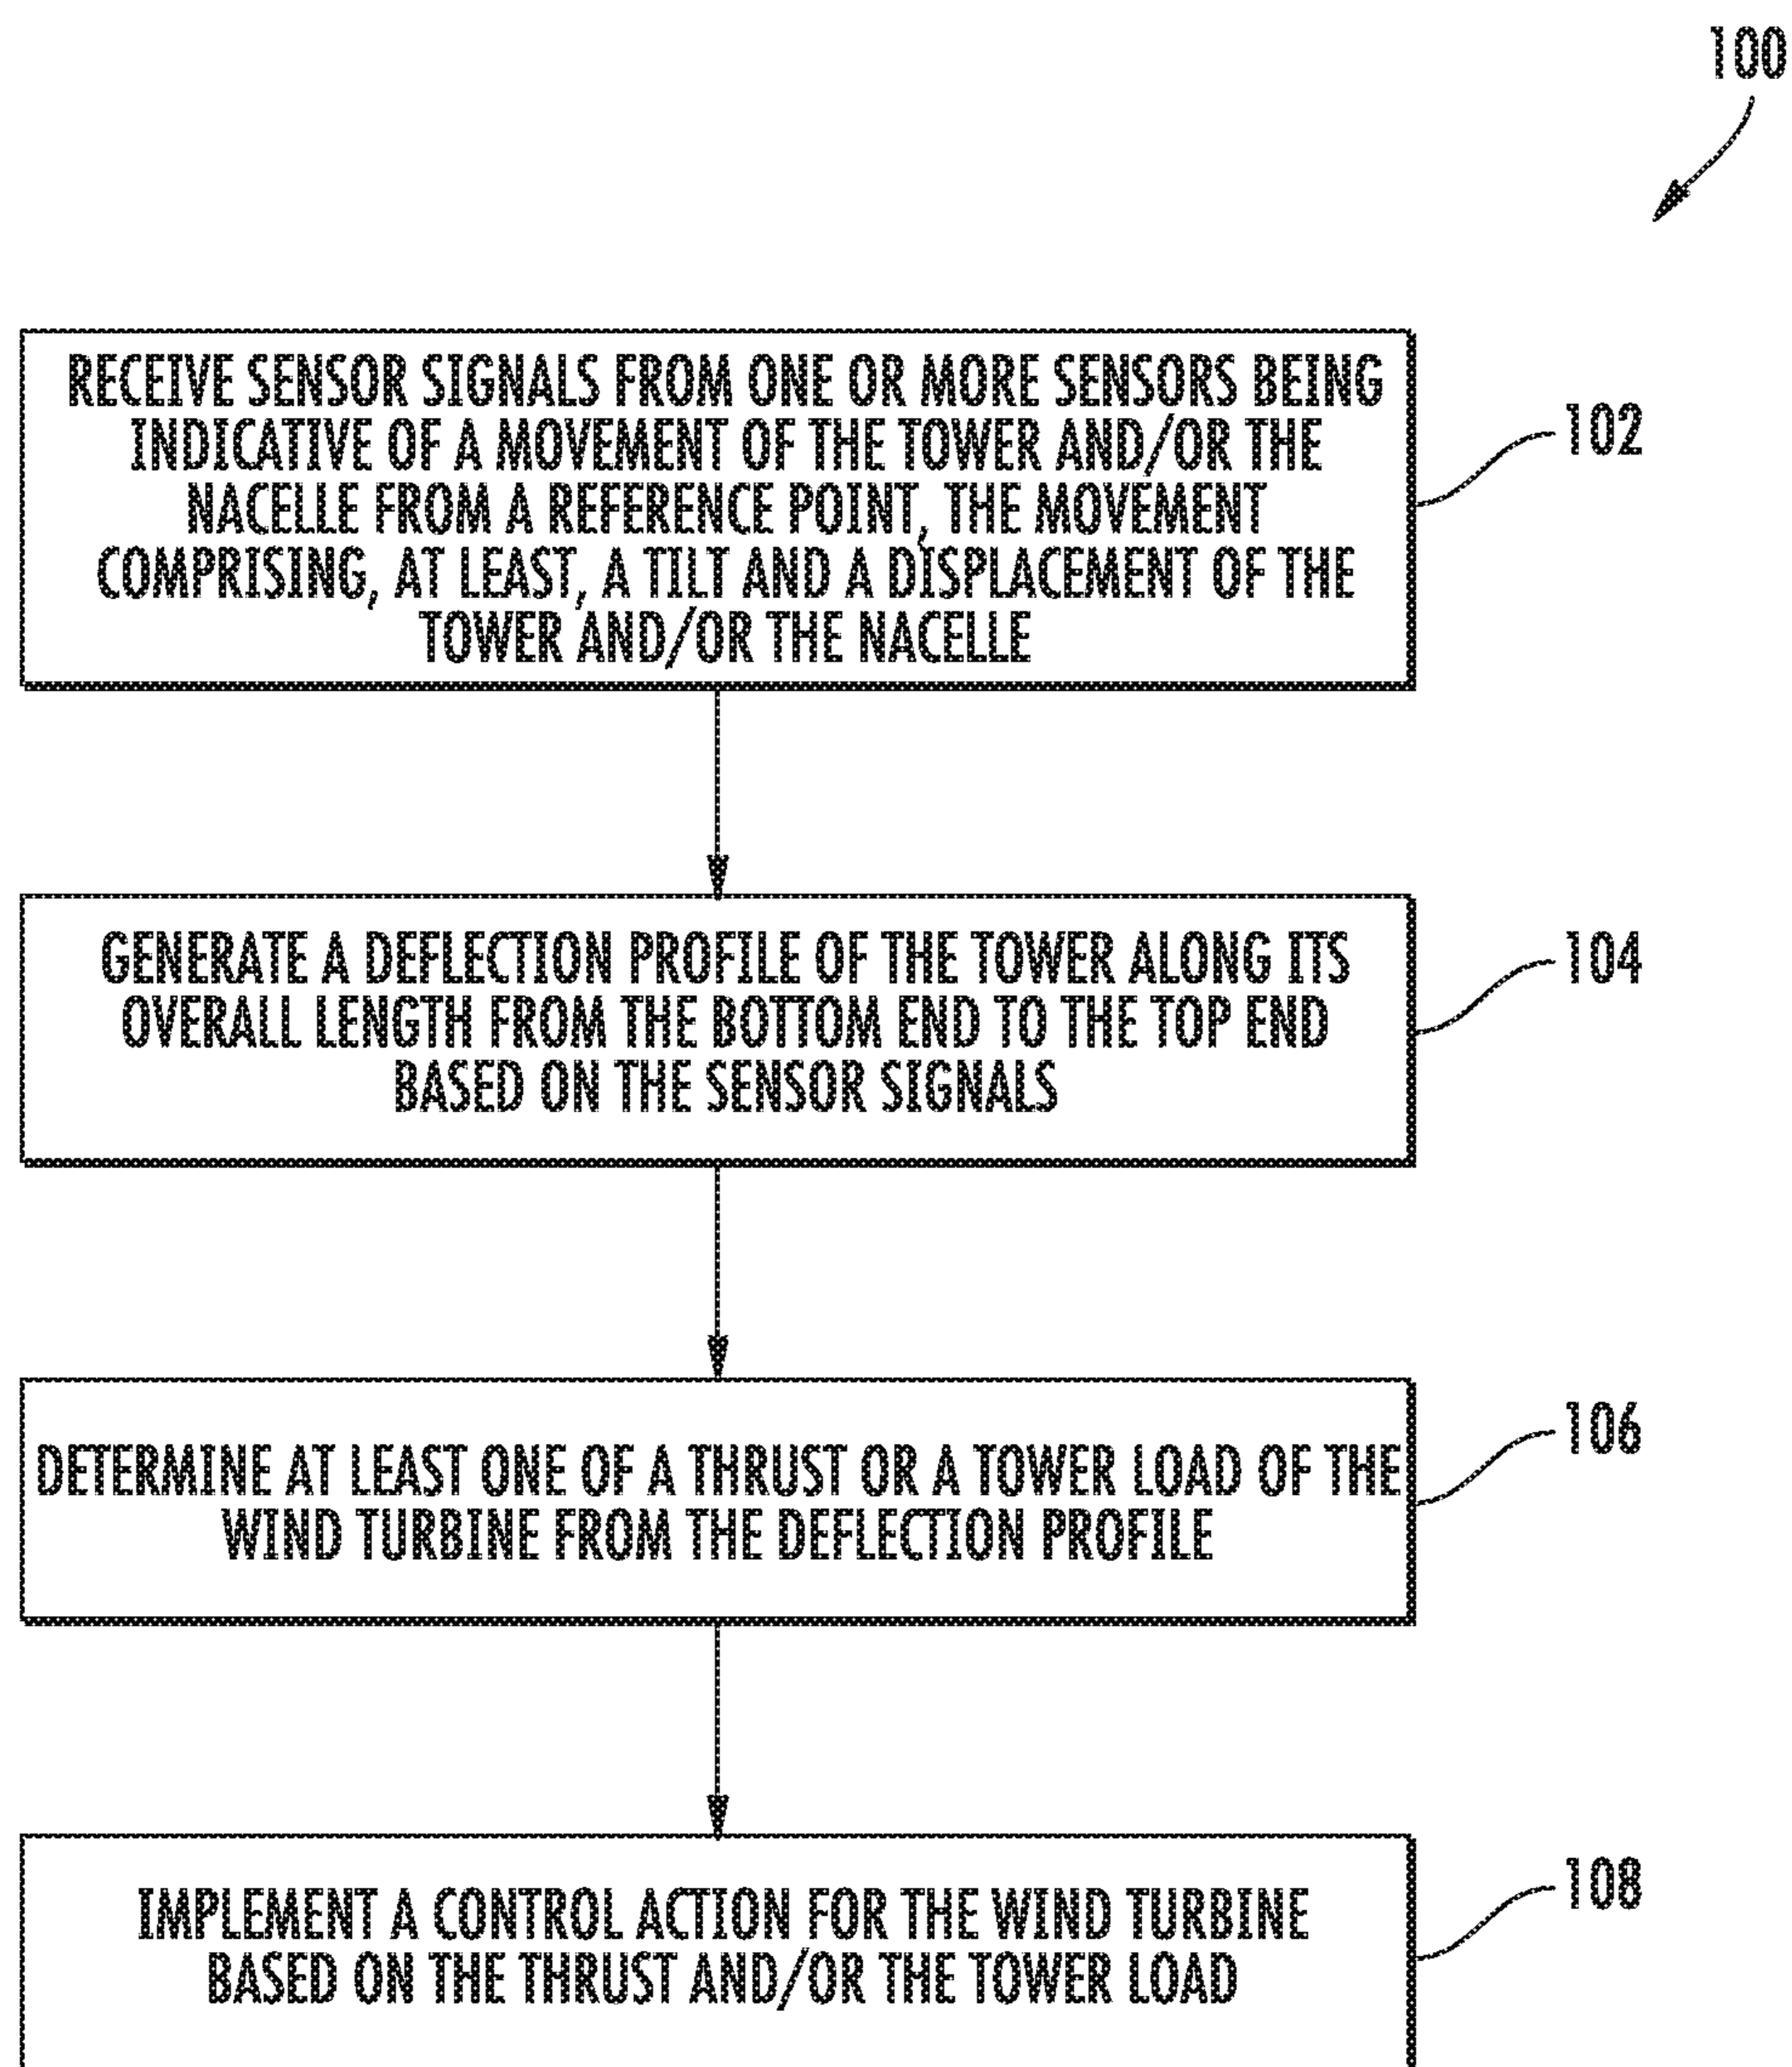 100
RECEIVE SENSOR SIGNALS FROM ONE OR MORE SENSORS BEING
INDICATIVE OF A MOVEMENT OF THE TOWER AND/OR THE
NACELLE FROM A REFERENCE POINT, THE MOVEMENT
COMPRISING, AT LEAST, A TILT AND A DISPLACEMENT OF THE
TOWER AND/OR THE NACELLE
102
GENERATE A DEFLECTION PROFILE OF THE TOWER ALONG ITS
OVERALL LENGTH FROM THE BOTTOM END TO THE TOP END
BASED ON THE SENSOR SIGNALS
104
DETERMINE AT LEAST ONE OF A THRUST OR A TOWER LOAD OF THE
WIND TURBINE FROM THE DEFLECTION PROFILE
106
IMPLEMENT A CONTROL ACTION FOR THE WIND TURBINE
BASED ON THE THRUST AND/OR THE TOWER LOAD
108